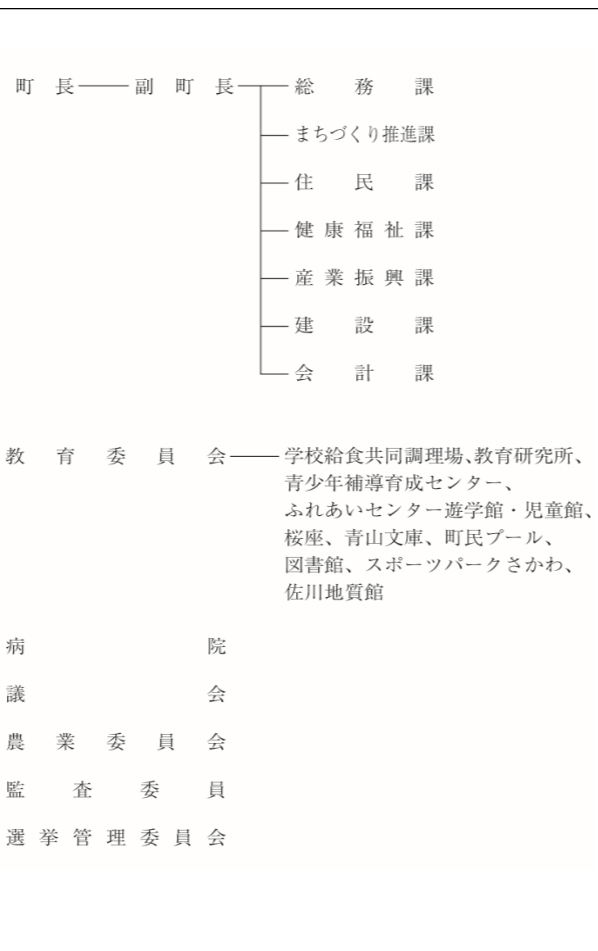 町長 副町長 総務課
まちづくり推進課
住民課
健康福祉課
産業振興課
建設課
会計課
教育委員会 学校給食共同調理場、教育研究所、
青少年補導育成センター、
ふれあいセンター遊学館・児童館、
桜座、青山文庫、町民プール、
図書館、スポーツパークさかわ、
佐川地質館
病院
議会
農業委員会
監査委員
選挙管理委員会